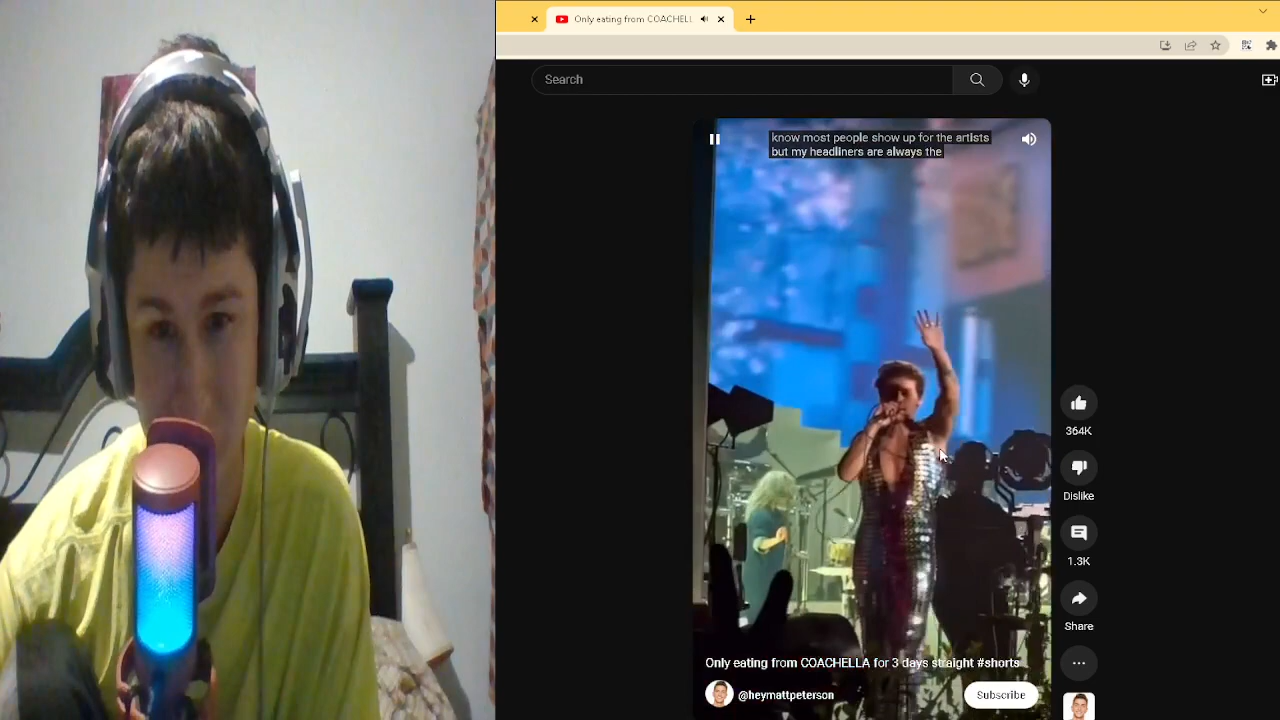 Only eating from COACHELL
Search
know most people show up for the artists
but my headliners are always the
364K
Dislike
1.3K
Share
Only eating from COACHELLA for 3 days straight #shorts
@heymattpeterson
Subscribe